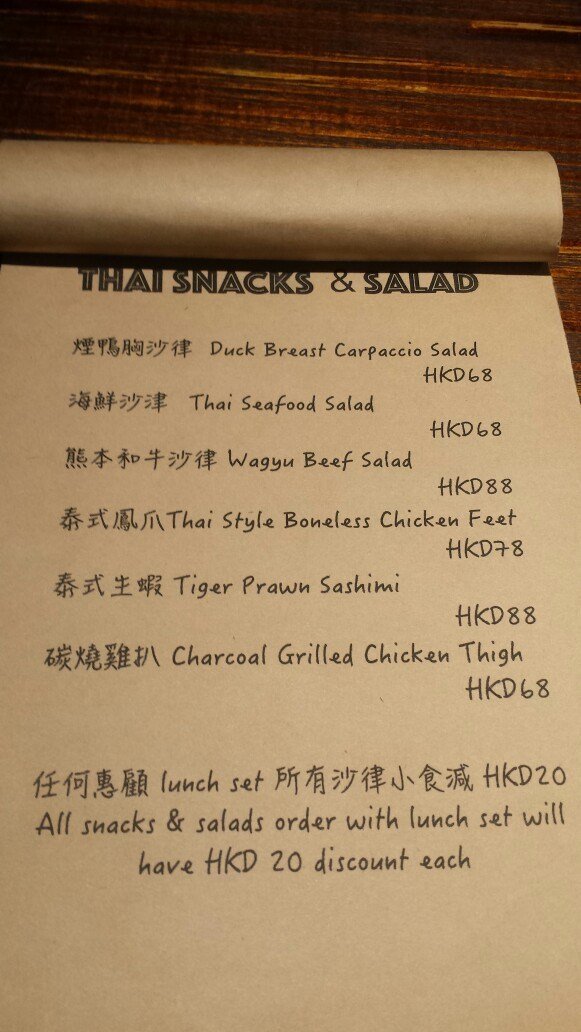 THAI SNACKS & SALAD
煙鴨胸沙律 Duck Breast Carpaccio Salad
HKD68
海鮮沙津 Thai Seafood Salad
HKD68
熊本和牛沙律 Wagyu Beef Salad
HKD88
泰式鳳爪Thai Style Boneless Chicken Feet
HKD78
泰式生蝦 Tiger Prawn Sashimi
HKD88
碳燒雞扒 Charcoal Grilled Chicken Thigh
HKD68
任何惠顧 lunch set 所有沙律小食減 HKD20
All snacks & salads order with lunch set will
have HKD 20 discount each